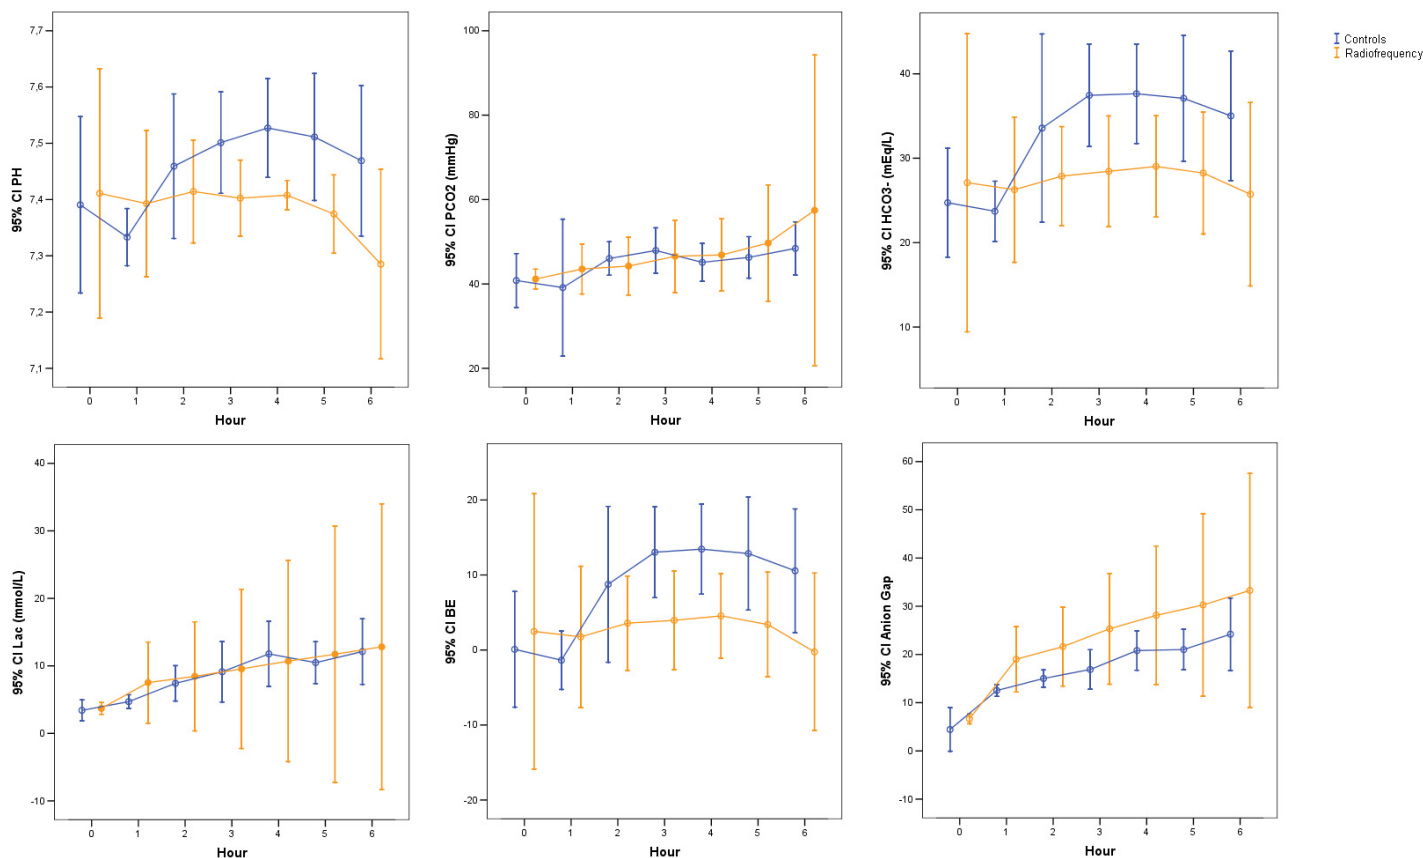 7,7
7,6
7,5
7,4
7,3
7,2
7,1
95% CI PH
0 1 2 3 4 5 6
Hour
100
80
60
40
20
95% CI PCO2 (mmHg)
0 1 2 3 4 5 6
Hour
40
30
20
10
95% CI HCO3- (mEq/L)
0 1 2 3 4 5 6
Hour
Controls
Radiofrequency
40
30
20
10
0
-10
95% CI Lac (mmol/L)
0 1 2 3 4 5 6
Hour
20
10
0
-10
-20
95% CI BE
0 1 2 3 4 5 6
Hour
60
50
40
30
20
10
0
-10
95% CI Anion Gap
0 1 2 3 4 5 6
Hour